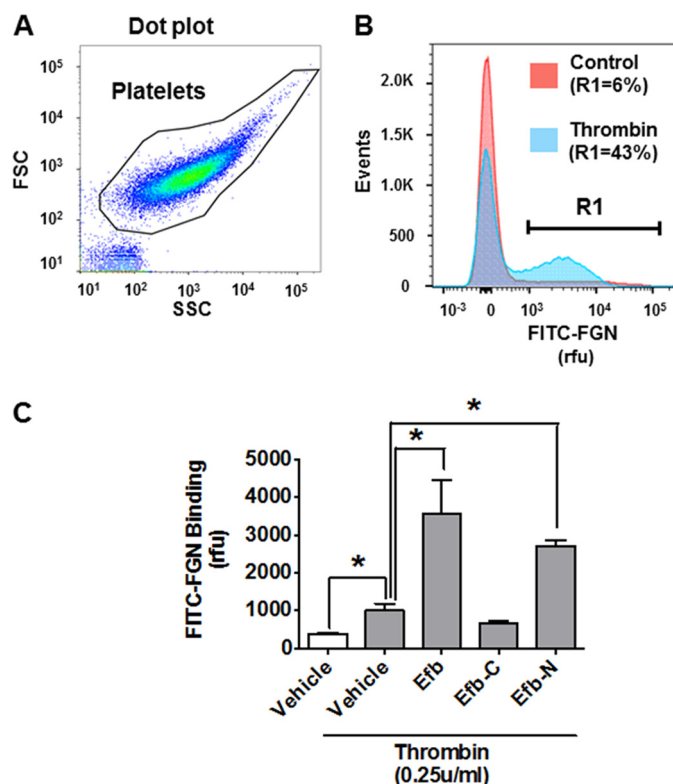 A
Dot plot
Platelets
FSC
10⁵
10⁴
10³
10²
10¹
10¹ 10² 10³ 10⁴ 10⁵
SSC
B
Control
(R1=6%)
Thrombin
(R1=43%)
R1
Events
2.0K
1.5K
1.0K
500
0
10⁻³ 0 10³ 10⁴ 10⁵
FITC-FGN
(rfu)
C
FITC-FGN Binding
(rfu)
5000
4000
3000
2000
1000
0
*
*
*
Vehicle
Vehicle
Efb
Efb-C
Efb-N
Thrombin
(0.25u/ml)